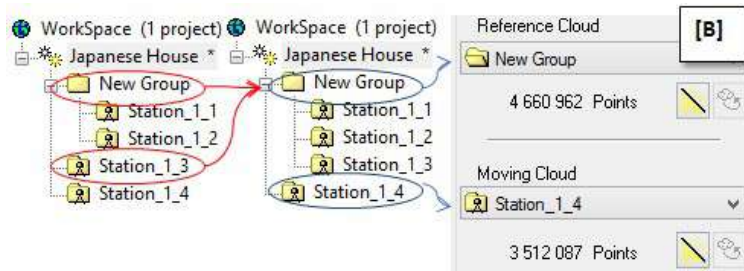 WorkSpace (1 project)
Japanese House *
New Group
Station_1_1
Station_1_2
Station_1_3
Station_1_4
WorkSpace (1 project)
Japanese House *
New Group
Station_1_1
Station_1_2
Station_1_3
Station_1_4
Reference Cloud
[B]
New Group
4 660 962 Points
Moving Cloud
Station_1_4
3 512 087 Points